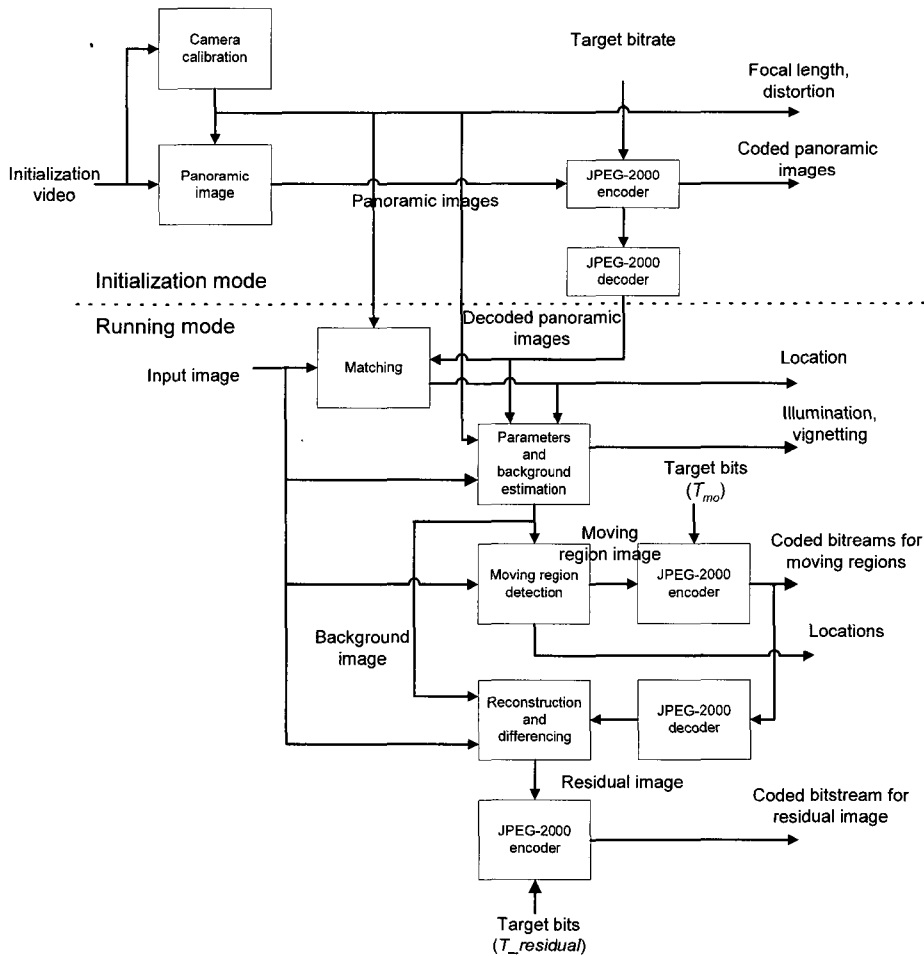 Camera
calibration
Target bitrate
Focal length,
distortion
Initialization
video
Panoramic
image
Panoramic images
JPEG-2000
encoder
Coded panoramic
images
JPEG-2000
decoder
Initialization mode
Running mode
Decoded panoramic
images
Input image
Matching
Location
Illumination,
vignetting
Parameters
and
background
estimation
Target bits
(T_mo)
Moving
region image
Coded bitreams for
moving regions
Moving region
detection
JPEG-2000
encoder
Background
image
Locations
Reconstruction
and
differencing
JPEG-2000
decoder
Residual image
JPEG-2000
encoder
Coded bitstream for
residual image
Target bits
(T_residual)